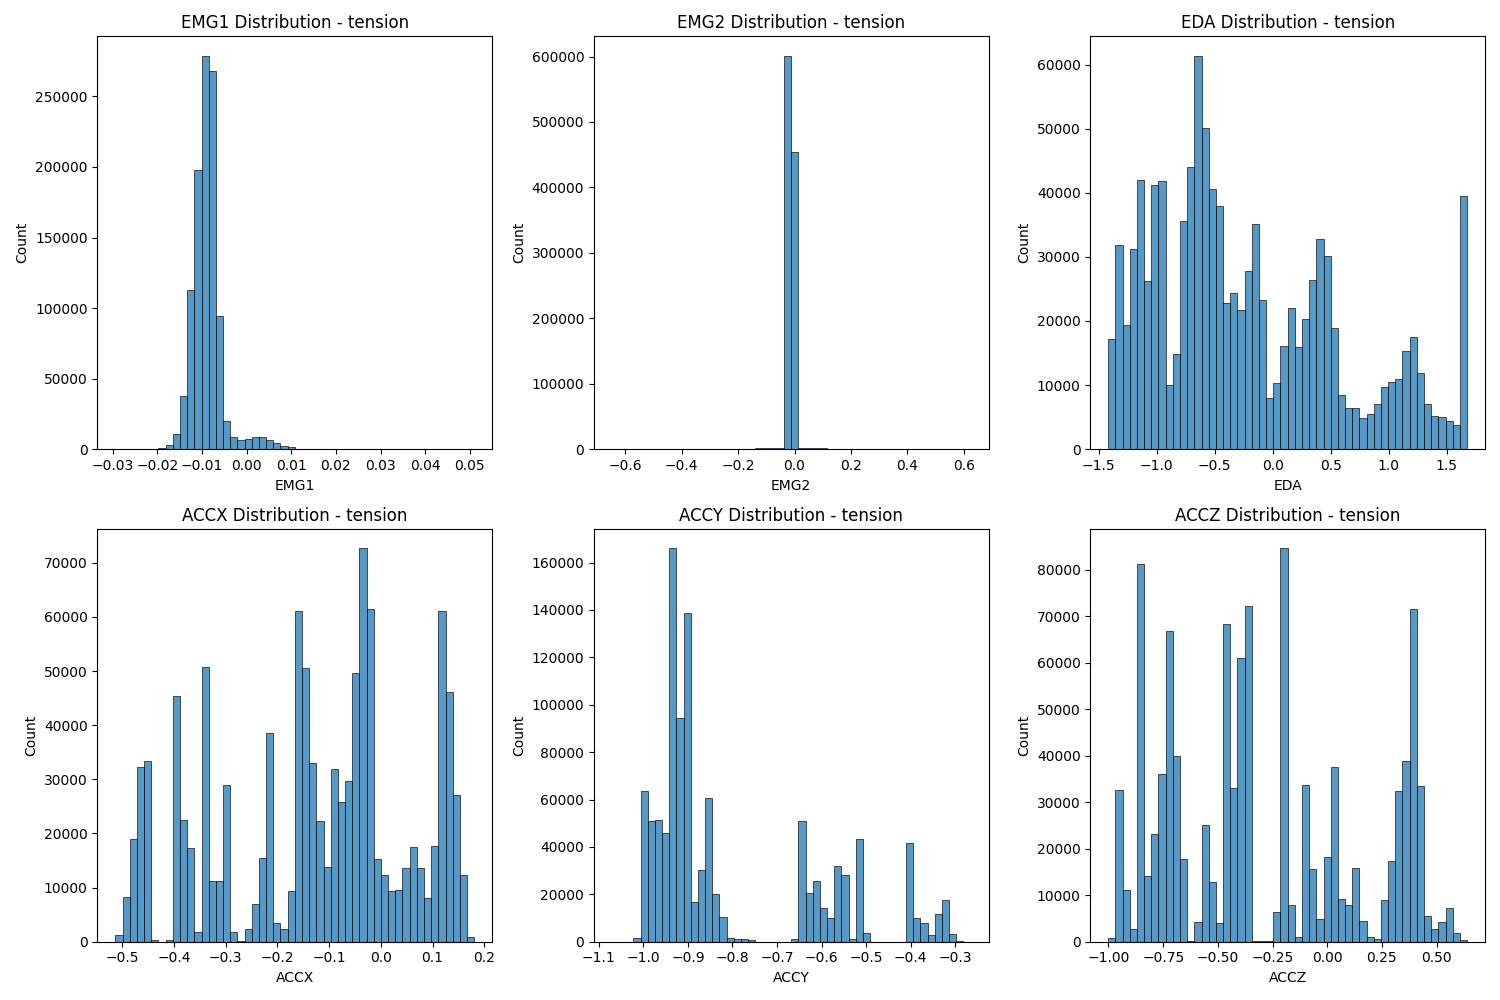 EMG1 Distribution - tension
EMG2 Distribution - tension
EDA Distribution - tension
Count
250000
200000
150000
100000
50000
0
−0.03 −0.02 −0.01 0.00 0.01 0.02 0.03 0.04 0.05
EMG1
Count
600000
500000
400000
300000
200000
100000
0
−0.6 −0.4 −0.2 0.0 0.2 0.4 0.6
EMG2
Count
60000
50000
40000
30000
20000
10000
0
−1.5 −1.0 −0.5 0.0 0.5 1.0 1.5
EDA
ACCX Distribution - tension
ACCY Distribution - tension
ACCZ Distribution - tension
Count
70000
60000
50000
40000
30000
20000
10000
0
−0.5 −0.4 −0.3 −0.2 −0.1 0.0 0.1 0.2
ACCX
Count
160000
140000
120000
100000
80000
60000
40000
20000
0
−1.1 −1.0 −0.9 −0.8 −0.7 −0.6 −0.5 −0.4 −0.3
ACCY
Count
80000
70000
60000
50000
40000
30000
20000
10000
0
−1.00 −0.75 −0.50 −0.25 0.00 0.25 0.50
ACCZ